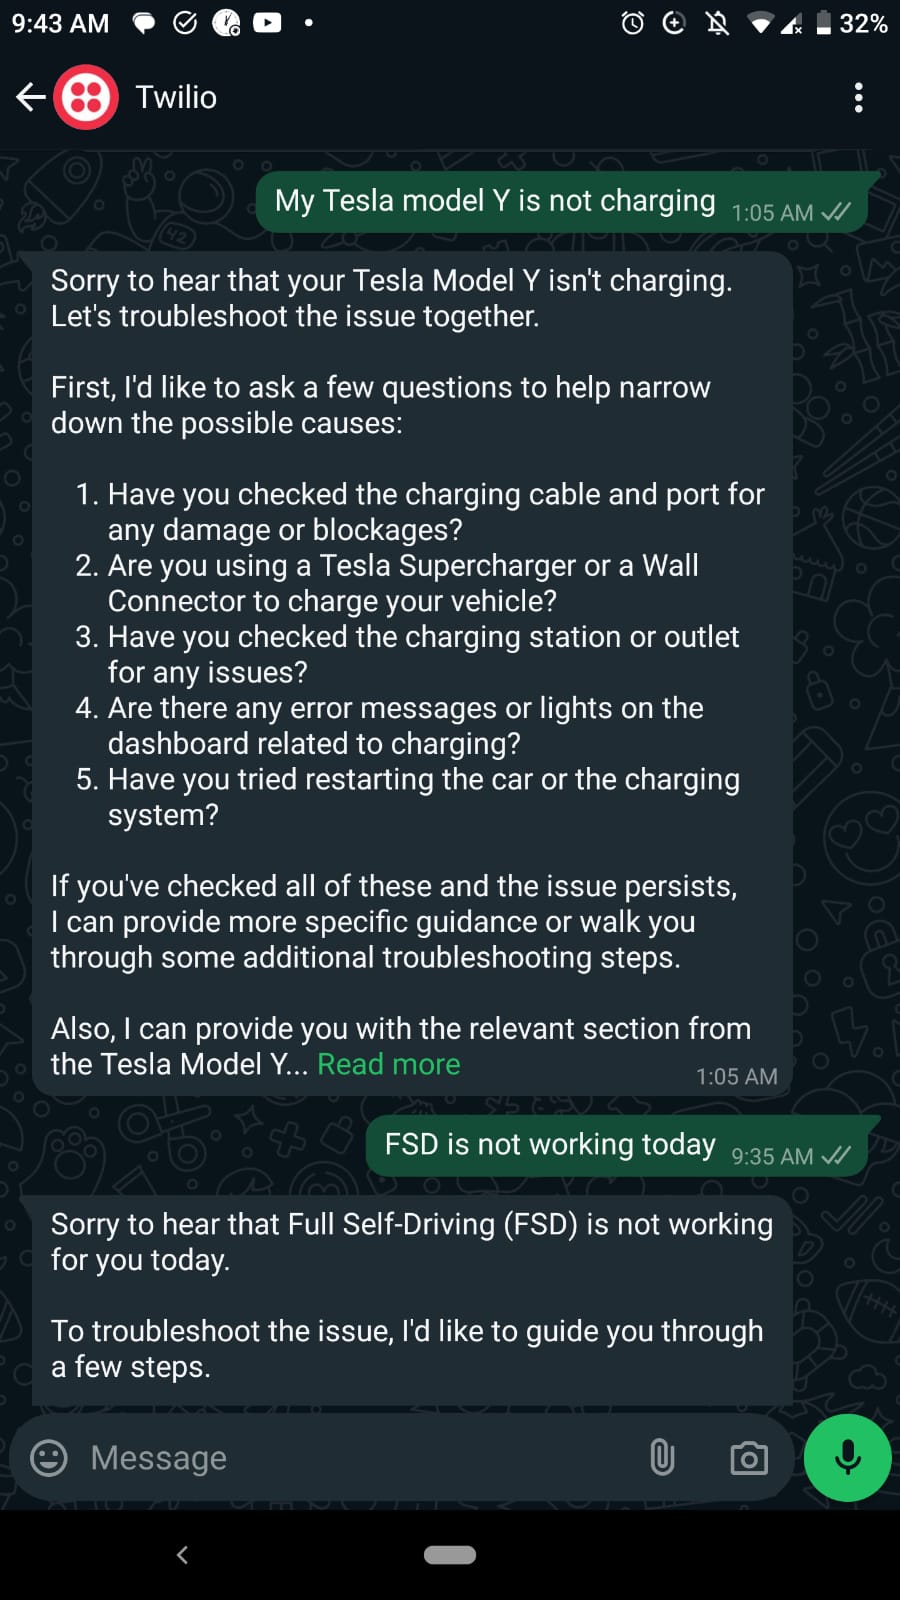 9:43 AM
32%
Twilio
My Tesla model Y is not charging
1:05 AM
Sorry to hear that your Tesla Model Y isn't charging.
Let's troubleshoot the issue together.
First, I'd like to ask a few questions to help narrow
down the possible causes:
1. Have you checked the charging cable and port for
any damage or blockages?
2. Are you using a Tesla Supercharger or a Wall
Connector to charge your vehicle?
3. Have you checked the charging station or outlet
for any issues?
4. Are there any error messages or lights on the
dashboard related to charging?
5. Have you tried restarting the car or the charging
system?
If you've checked all of these and the issue persists,
I can provide more specific guidance or walk you
through some additional troubleshooting steps.
Also, I can provide you with the relevant section from
the Tesla Model Y... Read more
1:05 AM
FSD is not working today
9:35 AM
Sorry to hear that Full Self-Driving (FSD) is not working
for you today.
To troubleshoot the issue, I'd like to guide you through
a few steps.
Message